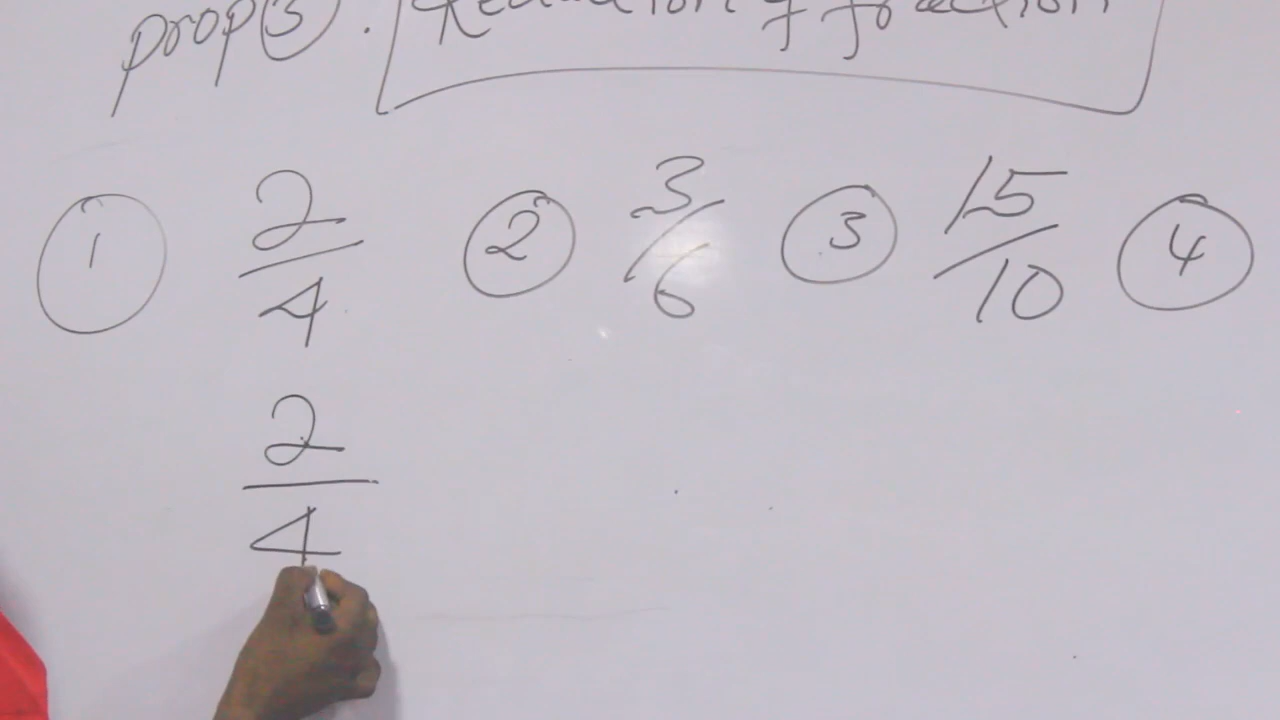 prop ③. Reduction of fraction
① 2/4 ② 3/6 ③ 15/10 ④
2/4